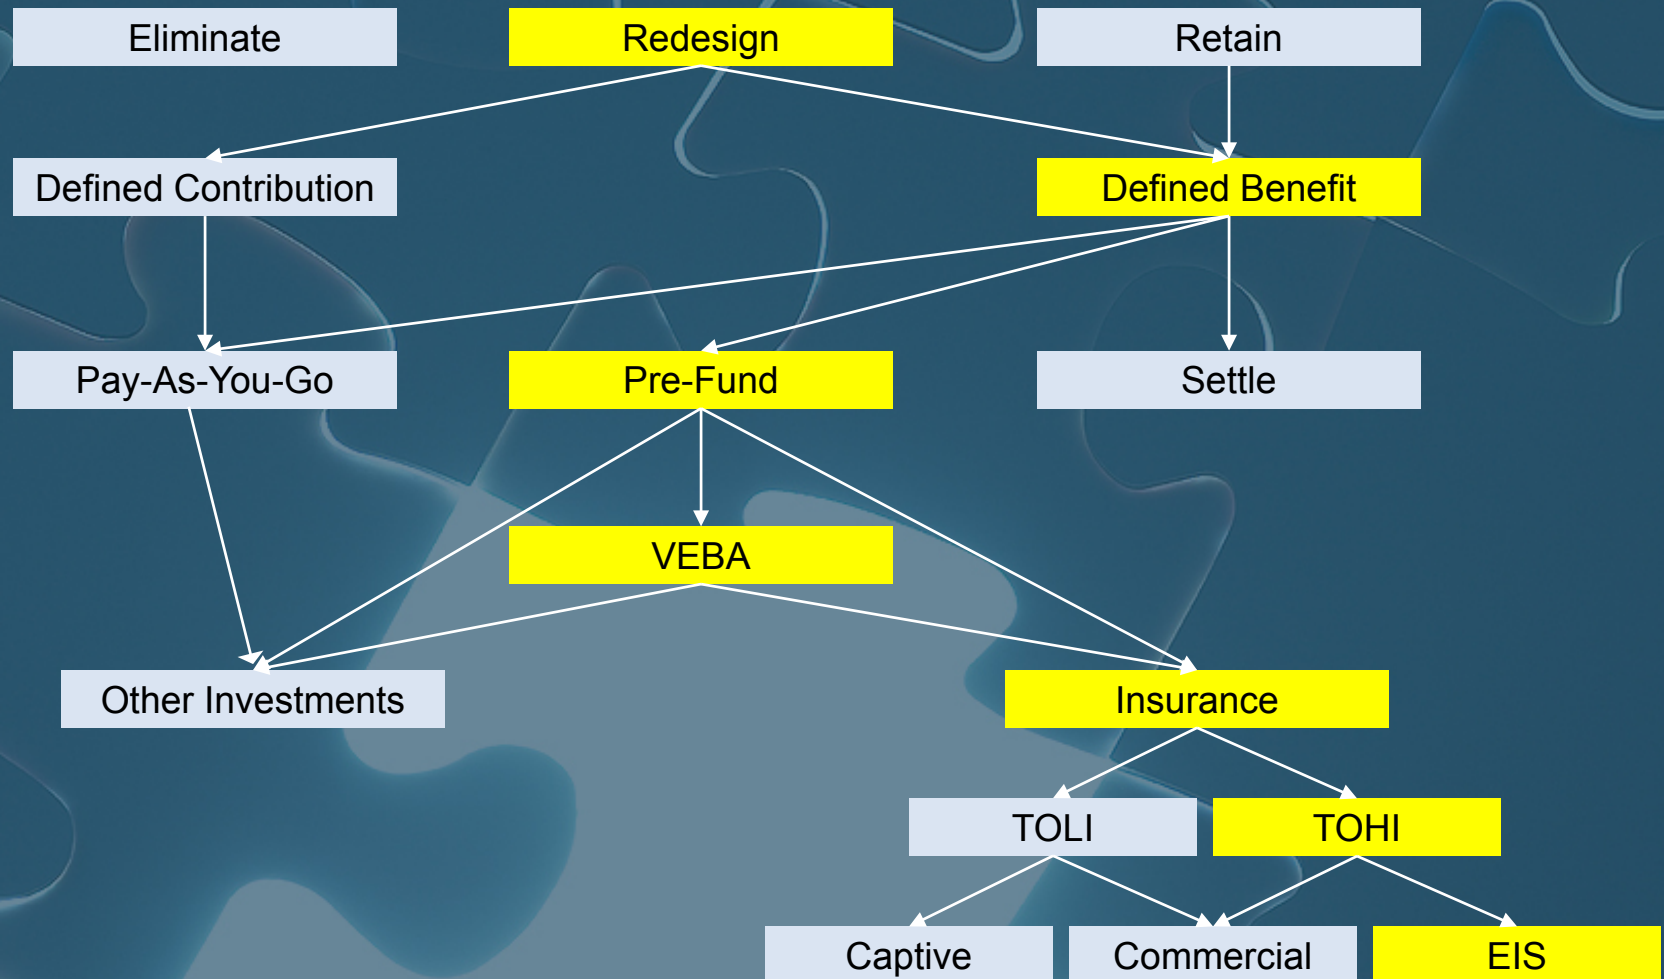 Eliminate
Redesign
Retain
Defined Contribution
Defined Benefit
Pay-As-You-Go
Pre-Fund
Settle
VEBA
Other Investments
Insurance
TOLI
TOHI
Captive
Commercial
EIS